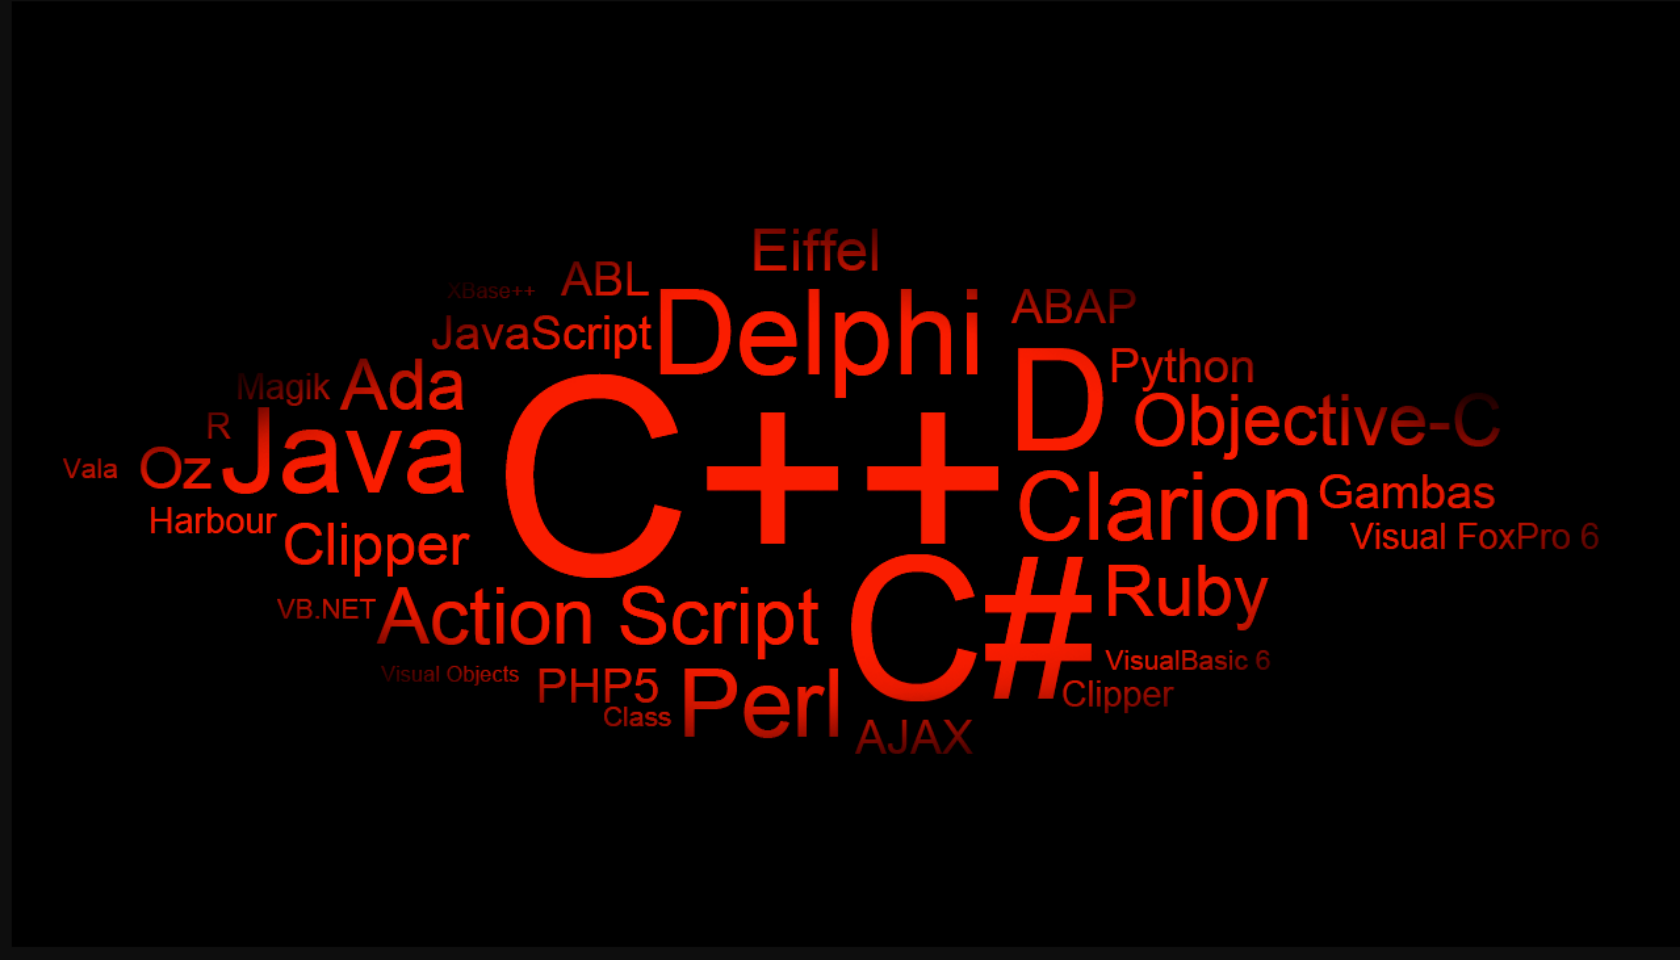 Eiffel
XBase++
ABL
Delphi
ABAP
JavaScript
Python
Magik
Ada
D
Objective-C
R
Java
C++
Vala
Oz
Clarion
Gambas
Harbour
Clipper
Visual FoxPro 6
VB.NET
Action Script
C#
Ruby
Visual Objects
PHP5
Perl
VisualBasic 6
Class
Clipper
AJAX